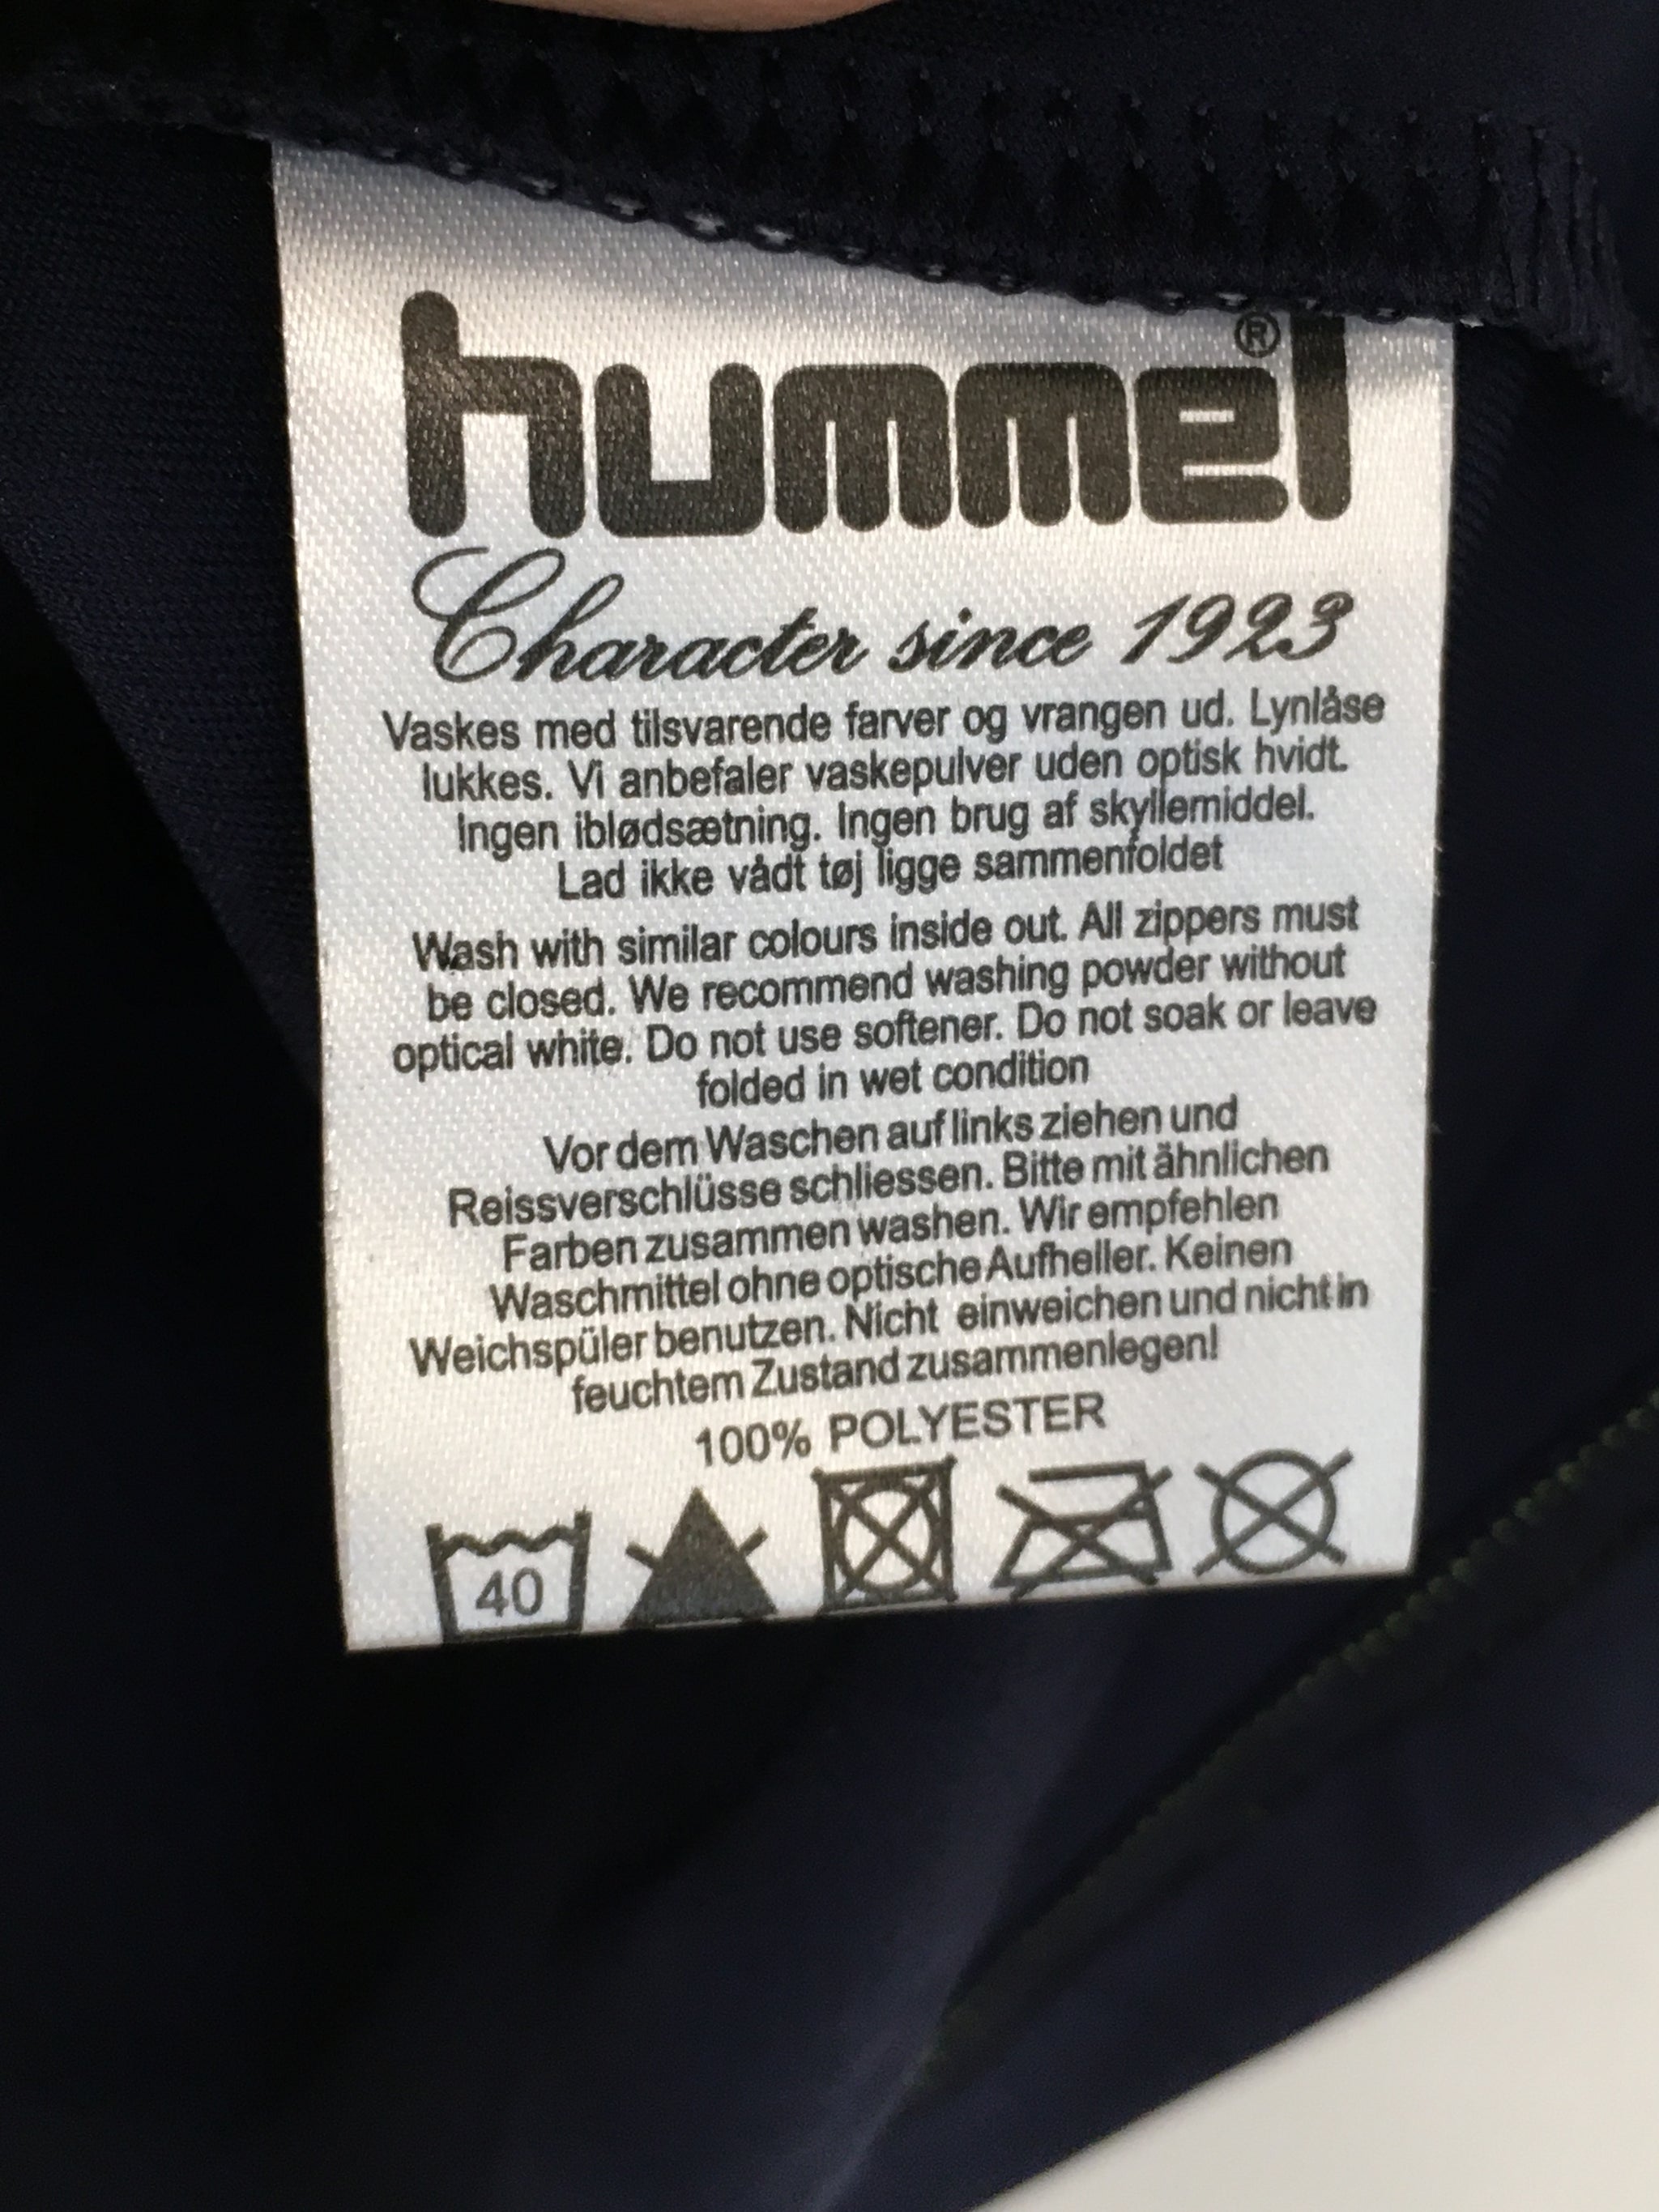 hummel®
Character since 1923
Vaskes med tilsvarende farver og vrangen ud. Lynlåse
lukkes. Vi anbefaler vaskepulver uden optisk hvidt.
Ingen iblødsætning. Ingen brug af skyllemiddel.
Lad ikke vådt tøj ligge sammenfoldet
Wash with similar colours inside out. All zippers must
be closed. We recommend washing powder without
optical white. Do not use softener. Do not soak or leave
folded in wet condition
Vor dem Waschen auf links ziehen und
Reissverschlüsse schliessen. Bitte mit ähnlichen
Farben zusammen washen. Wir empfehlen
Waschmittel ohne optische Aufheller. Keinen
Weichspüler benutzen. Nicht einweichen und nicht in
feuchtem Zustand zusammenlegen!
100% POLYESTER
40